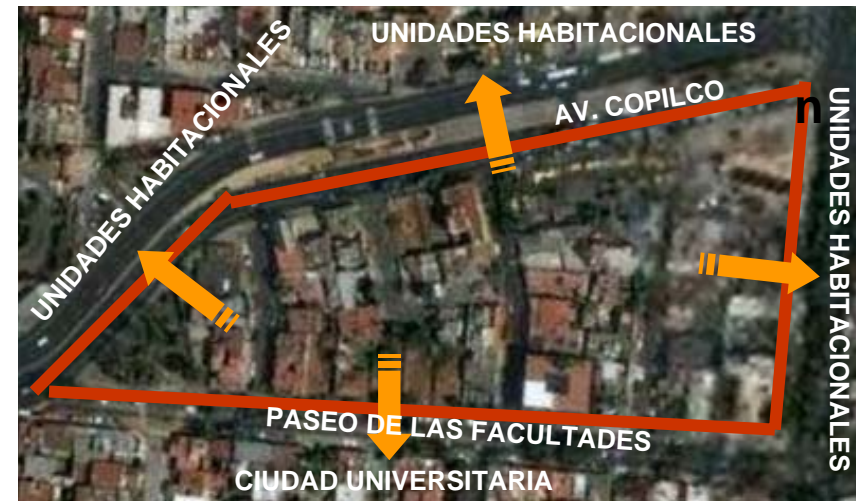 UNIDADES HABITACIONALES
UNIDADES HABITACIONALES
AV. COPILCO
n
UNIDADES HABITACIONALES
PASEO DE LAS FACULTADES
CIUDAD UNIVERSITARIA